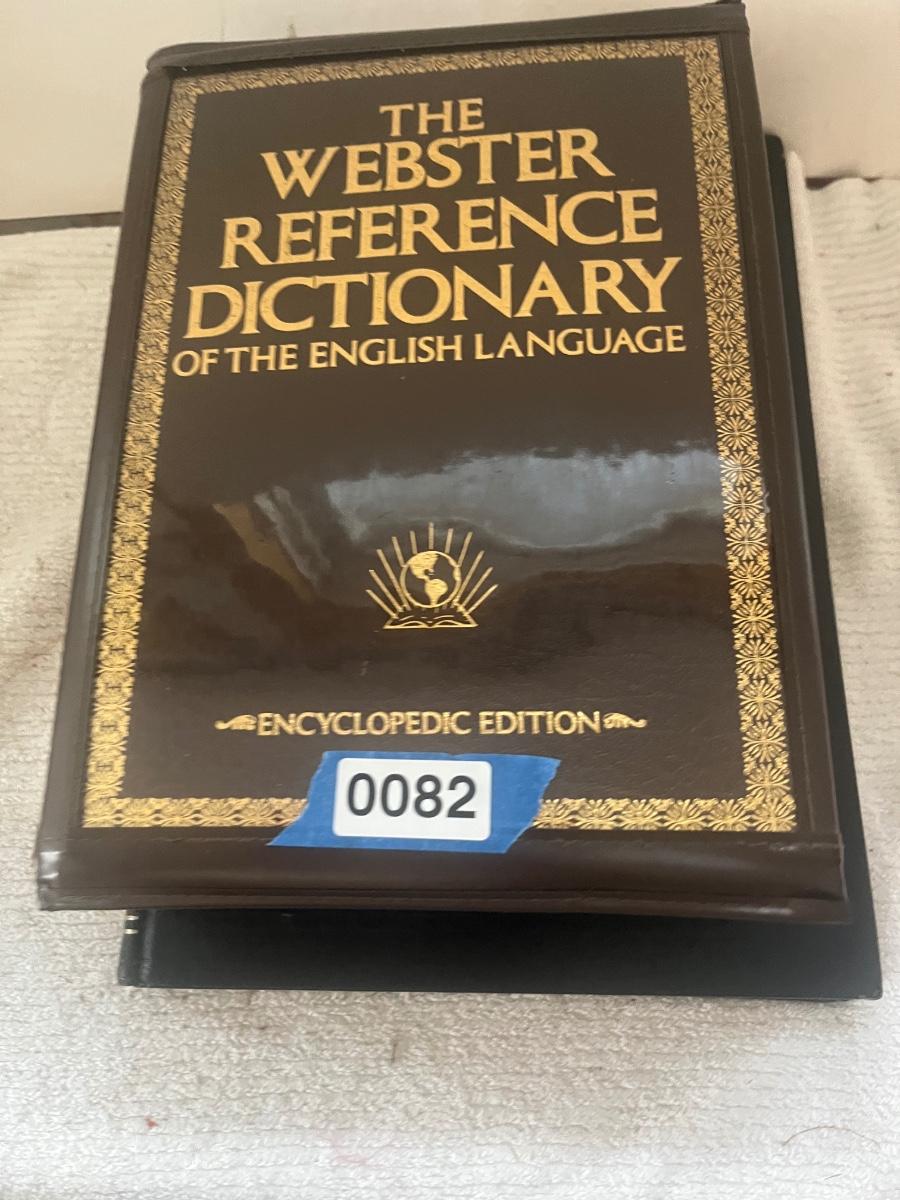 THE
WEBSTER
REFERENCE
DICTIONARY
OF THE ENGLISH LANGUAGE
ENCYCLOPEDIC EDITION
0082